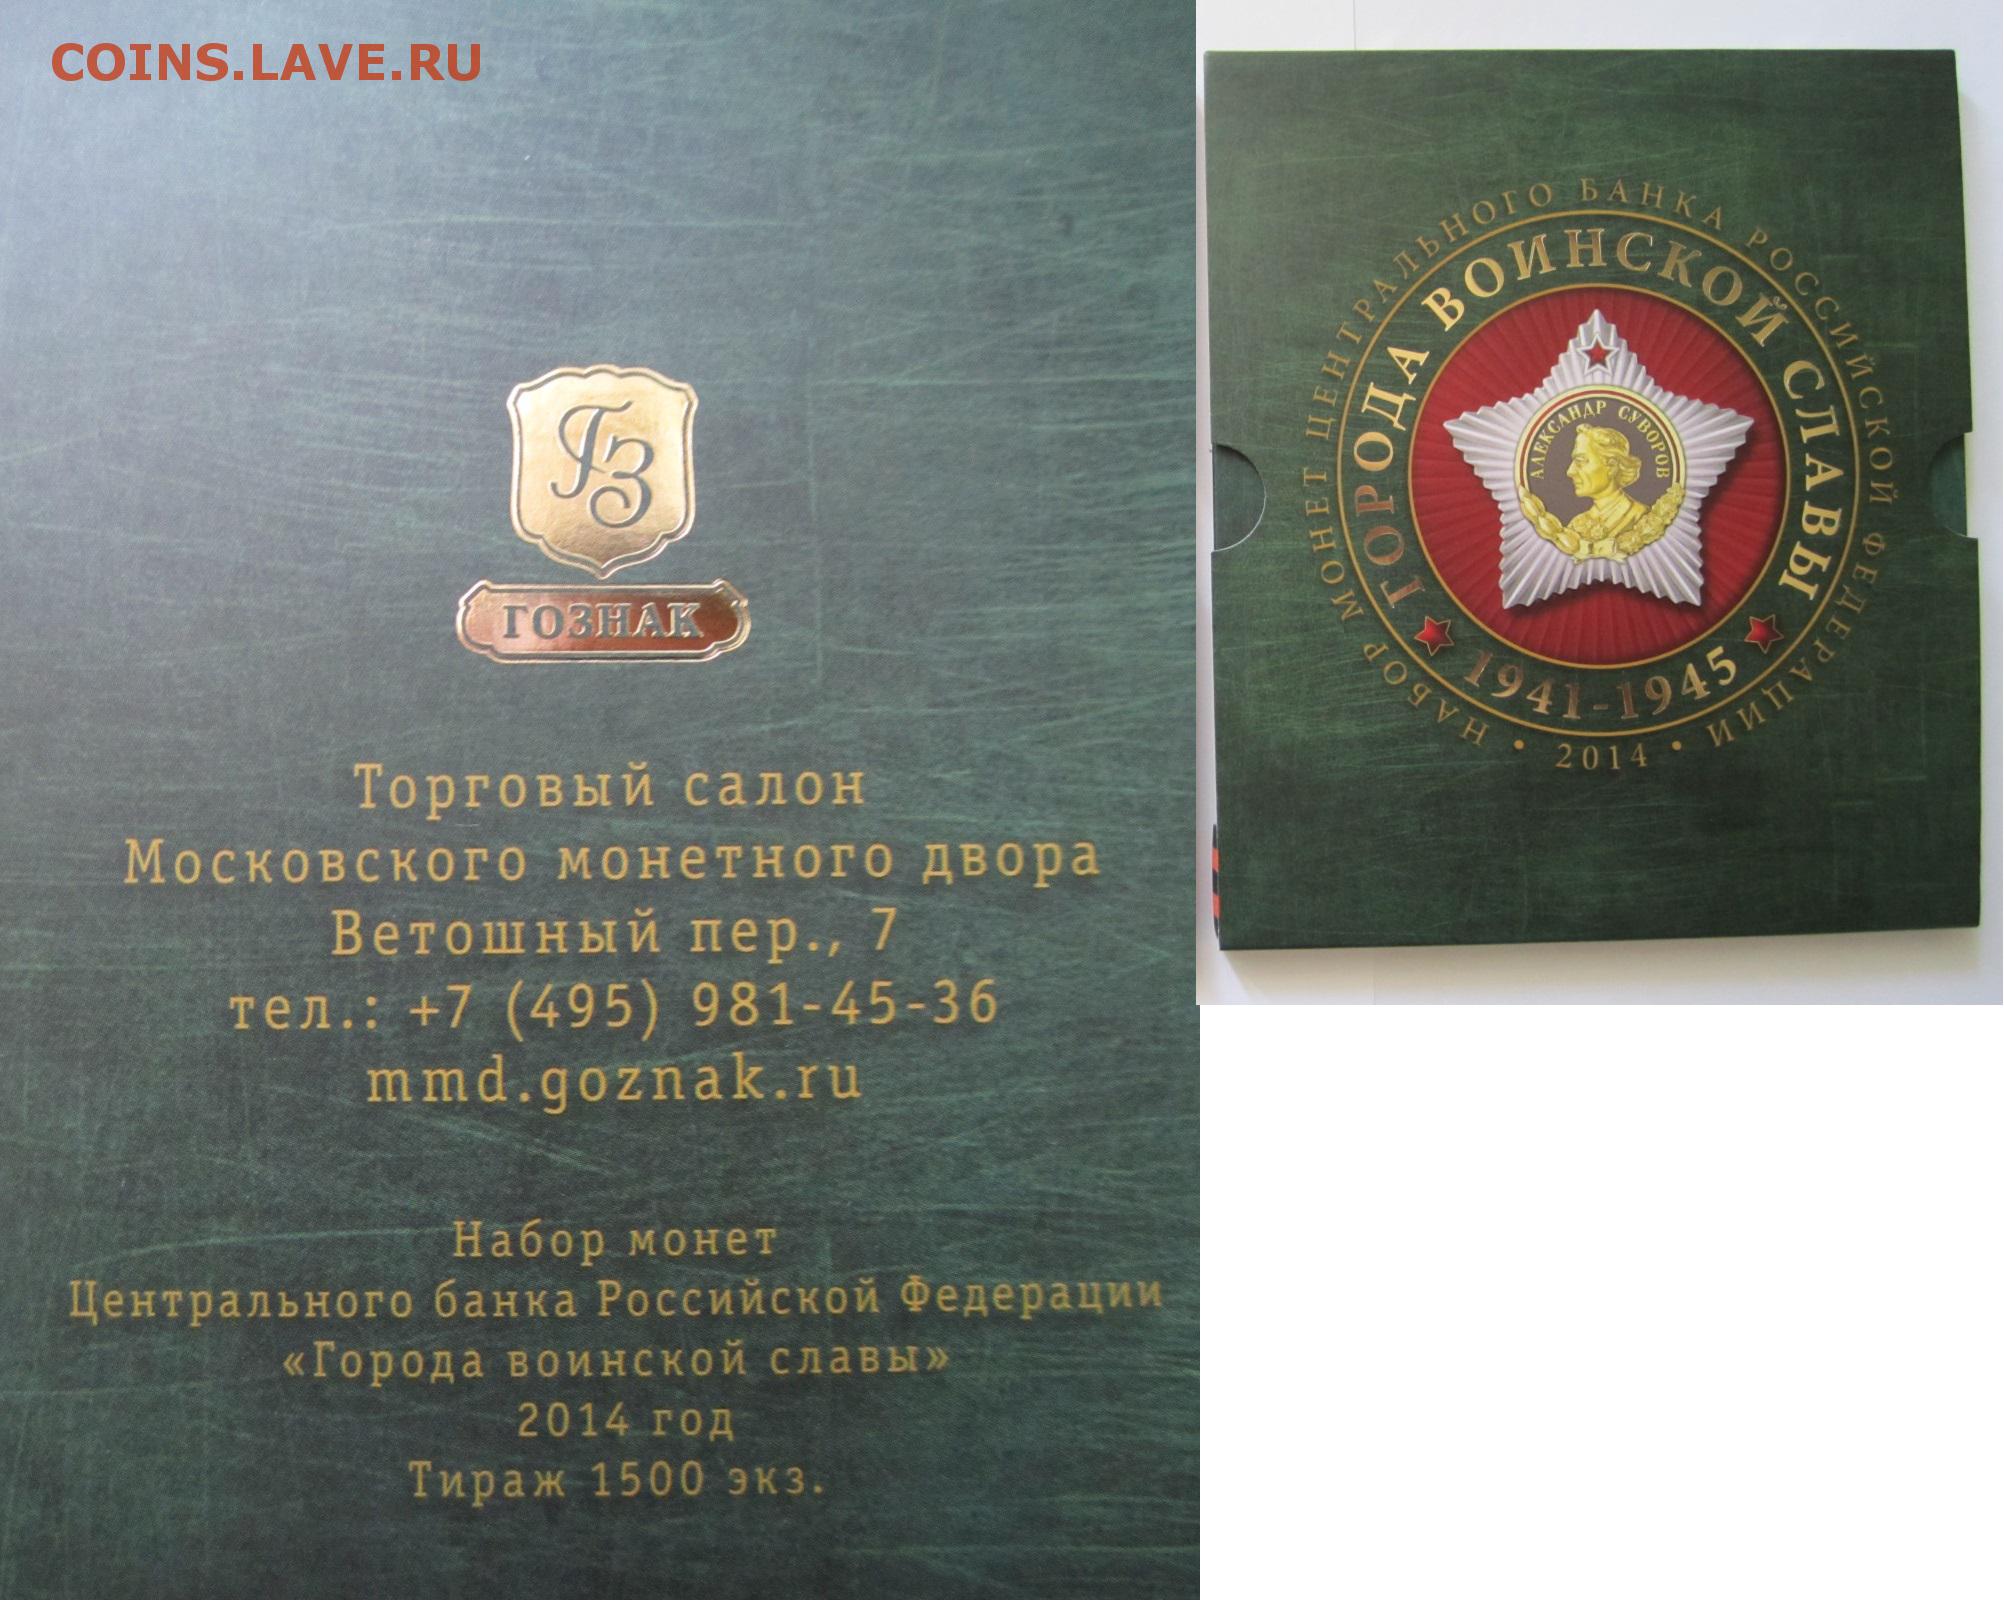 COINS.LAVE.RU
ГЗ
ГОЗНАК
Торговый салон
Московского монетного двора
Ветошный пер., 7
тел.: +7 (495) 981-45-36
mmd.goznak.ru
Набор монет
Центрального банка Российской Федерации
«Города воинской славы»
2014 год
Тираж 1500 экз.
НАБОР МОНЕТ ЦЕНТРАЛЬНОГО БАНКА РОССИЙСКОЙ ФЕДЕРАЦИИ
• 2014 •
ГОРОДА ВОИНСКОЙ СЛАВЫ
1941-1945
АЛЕКСАНДР СУВОРОВ